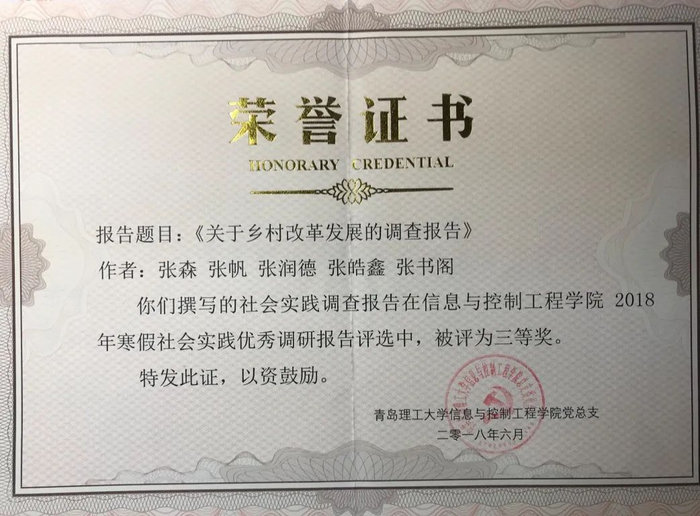 荣誉证书
HONORARY CREDENTIAL
报告题目：《关于乡村改革发展的调查报告》
作者：张森 张帆 张润德 张皓鑫 张书阁
你们撰写的社会实践调查报告在信息与控制工程学院 2018
年寒假社会实践优秀调研报告评选中，被评为三等奖。
特发此证，以资鼓励。
青岛理工大学信息与控制工程学院党总支
二零一八年六月